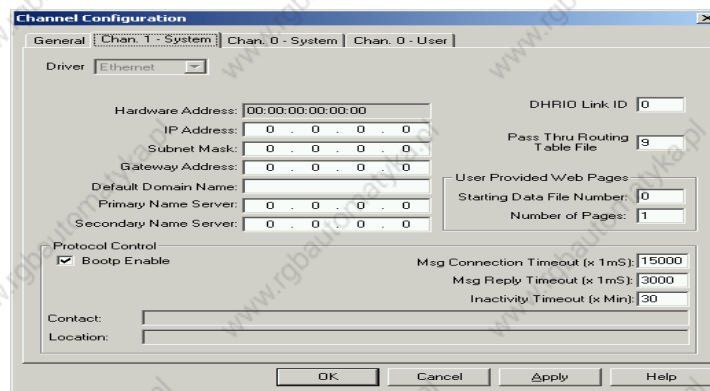 Channel Configuration
General Chan. 1 - System Chan. 0 - System Chan. 0 - User
Driver Ethernet
Hardware Address: 00:00:00:00:00:00
DHRIO Link ID 0
IP Address: 0 . 0 . 0 . 0
Subnet Mask: 0 . 0 . 0 . 0
Pass Thru Routing
Table File 9
Gateway Address: 0 . 0 . 0 . 0
User Provided Web Pages
Default Domain Name:
Starting Data File Number: 0
Primary Name Server: 0 . 0 . 0 . 0
Number of Pages: 1
Secondary Name Server: 0 . 0 . 0 . 0
Protocol Control
Bootp Enable
Msg Connection Timeout (x 1mS): 15000
Msg Reply Timeout (x 1mS): 3000
Inactivity Timeout (x Min): 30
Contact:
Location:
OK Cancel Apply Help
www.rgbautomatyka.pl